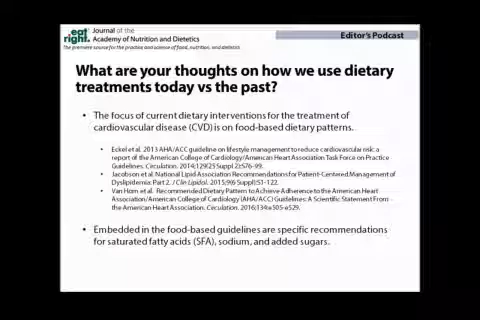 eat
right.
Journal of the
Academy of Nutrition and Dietetics
The premiere source for the practice and science of food, nutrition, and dietetics
Editor's Podcast
What are your thoughts on how we use dietary
treatments today vs the past?
• The focus of current dietary interventions for the treatment of
cardiovascular disease (CVD) is on food-based dietary patterns.
• Eckel et al. 2013 AHA/ACC guideline on lifestyle management to reduce cardiovascular risk: a
report of the American College of Cardiology/American Heart Association Task Force on Practice
Guidelines. Circulation. 2014;129(25 Suppl 2):S76-99.
• Jacobson et al. National Lipid Association Recommendations for Patient-Centered Management of
Dyslipidemia: Part 2. J Clin Lipidol. 2015;9(6 Suppl):S1-122.
• Van Horn et al. Recommended Dietary Pattern to Achieve Adherence to the American Heart
Association/American College of Cardiology (AHA/ACC) Guidelines: A Scientific Statement From
the American Heart Association. Circulation. 2016;134:e505-e529.
• Embedded in the food-based guidelines are specific recommendations
for saturated fatty acids (SFA), sodium, and added sugars.